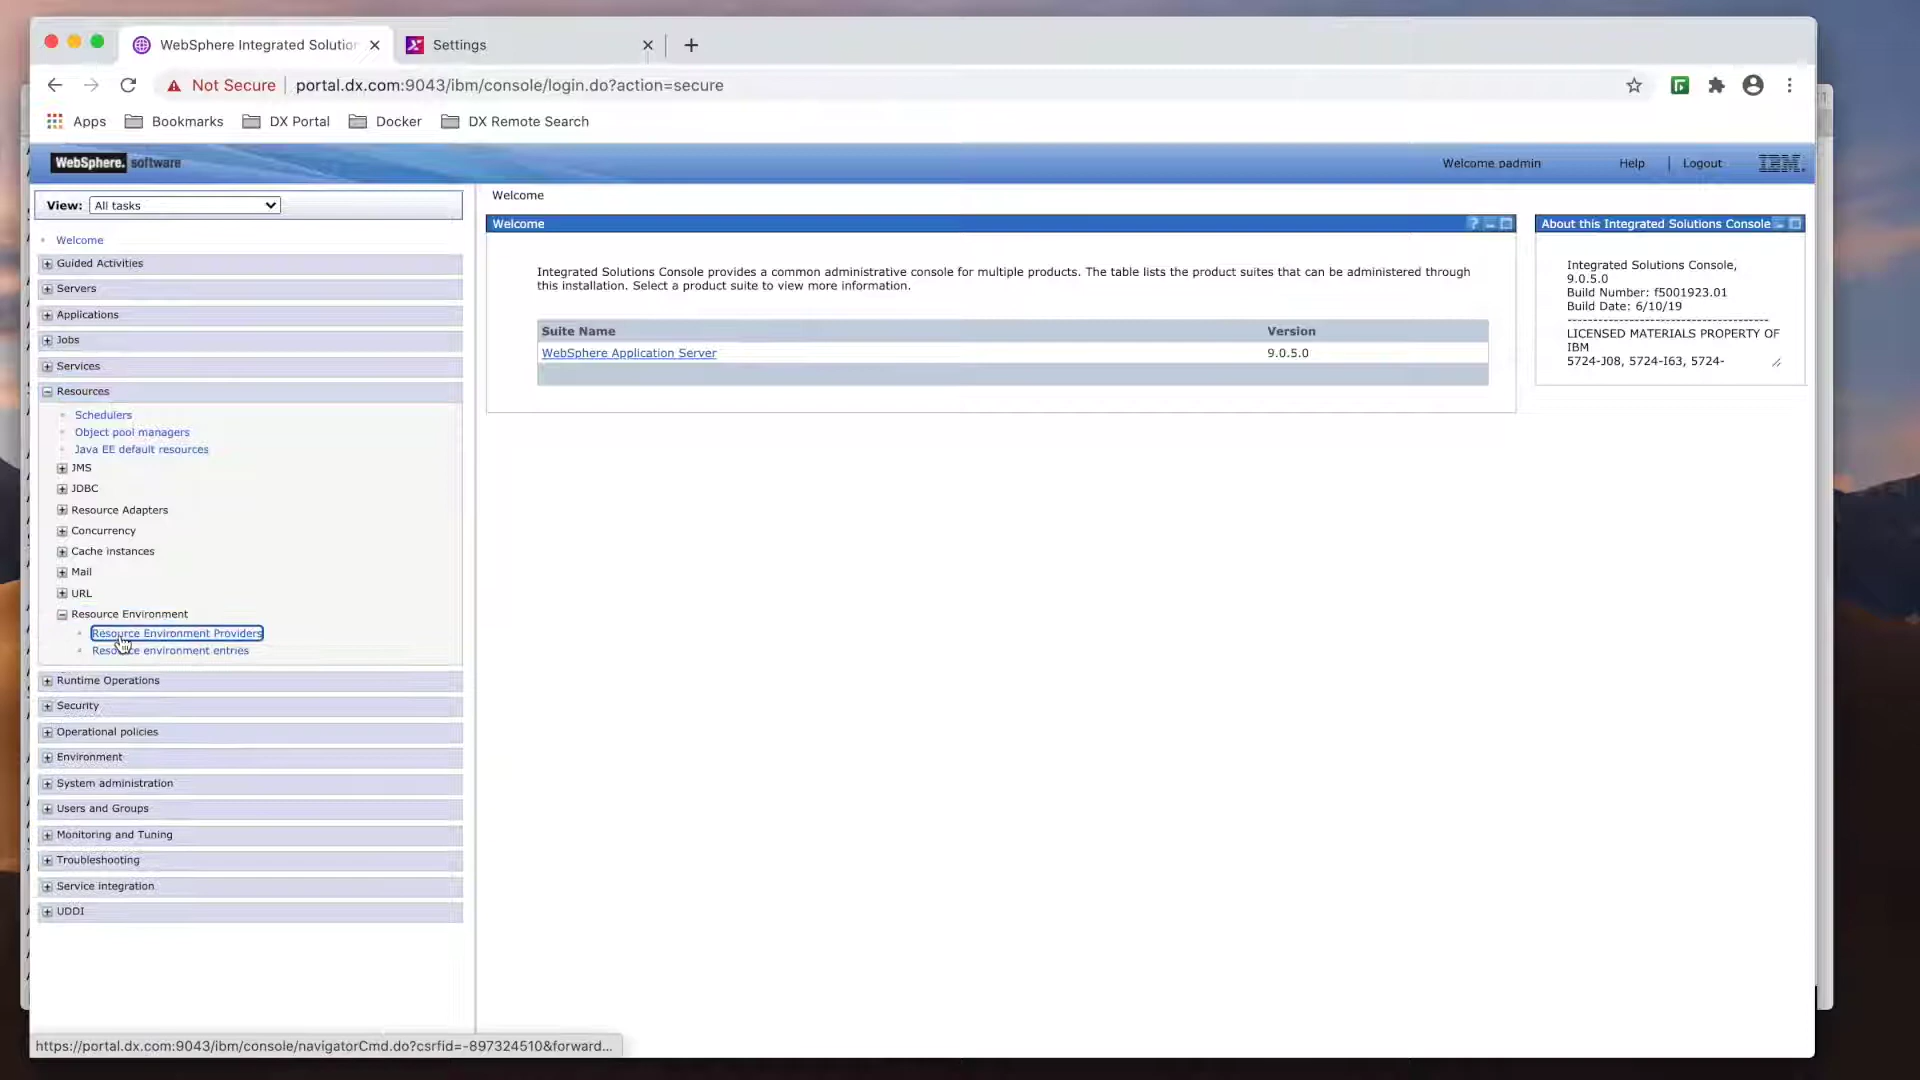 WebSphere Integrated Solution
Settings
Not Secure
portal.dx.com:9043/ibm/console/login.do?action=secure
Apps
Bookmarks
DX Portal
Docker
DX Remote Search
WebSphere. software
Welcome padmin
Help
Logout
IBM.
View:
All tasks
Welcome
Guided Activities
Servers
Applications
Jobs
Services
Resources
Schedulers
Object pool managers
Java EE default resources
JMS
JDBC
Resource Adapters
Concurrency
Cache instances
Mail
URL
Resource Environment
Resource Environment Providers
Resource environment entries
Runtime Operations
Security
Operational policies
Environment
System administration
Users and Groups
Monitoring and Tuning
Troubleshooting
Service integration
UDDI
Welcome
Welcome
Integrated Solutions Console provides a common administrative console for multiple products. The table lists the product suites that can be administered through
this installation. Select a product suite to view more information.
Suite Name
Version
WebSphere Application Server
9.0.5.0
About this Integrated Solutions Console
Integrated Solutions Console,
9.0.5.0
Build Number: f5001923.01
Build Date: 6/10/19
----------------------------------
LICENSED MATERIALS PROPERTY OF
IBM
5724-J08, 5724-I63, 5724-
https://portal.dx.com:9043/ibm/console/navigatorCmd.do?csrfid=-897324510&forward...